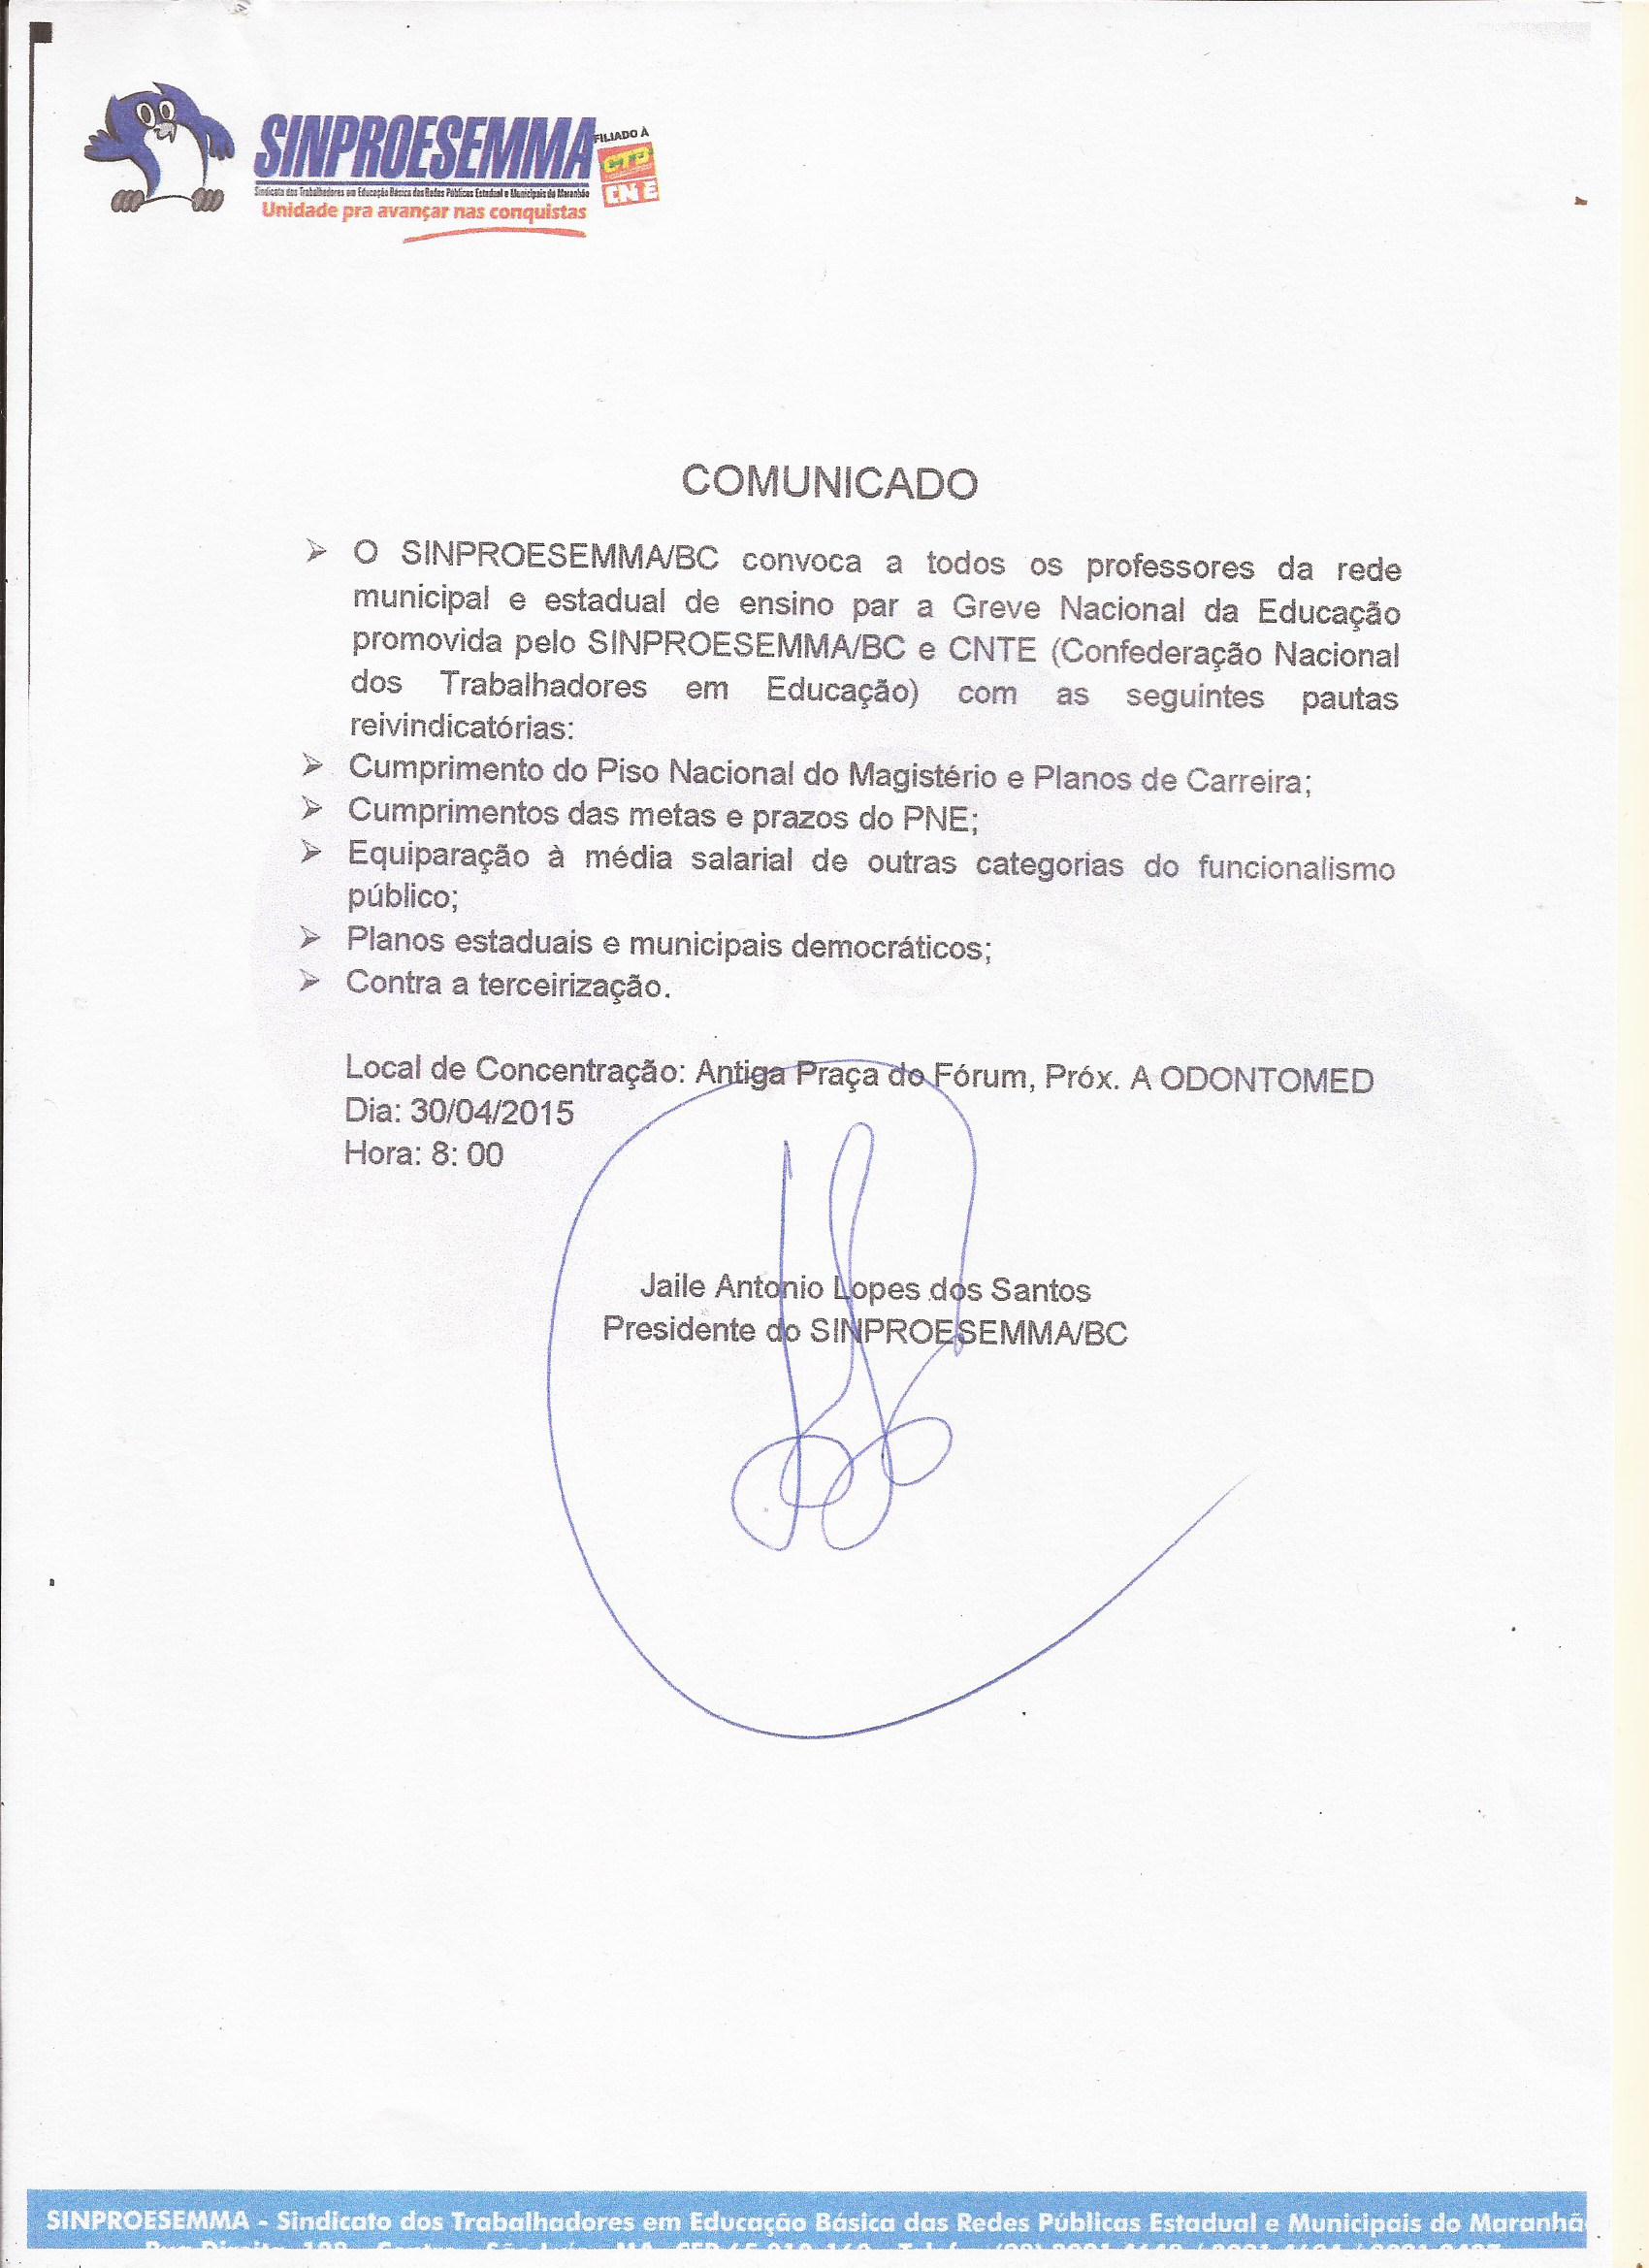 SINPROESEMMA
FILIADO À
CTB
CNTE
Sindicato dos Trabalhadores em Educação Básica das Redes Públicas Estadual e Municipais do Maranhão
Unidade pra avançar nas conquistas
COMUNICADO
➢ O SINPROESEMMA/BC convoca a todos os professores da rede
municipal e estadual de ensino par a Greve Nacional da Educação
promovida pelo SINPROESEMMA/BC e CNTE (Confederação Nacional
dos Trabalhadores em Educação) com as seguintes pautas
reivindicatórias:
➢ Cumprimento do Piso Nacional do Magistério e Planos de Carreira;
➢ Cumprimentos das metas e prazos do PNE;
➢ Equiparação à média salarial de outras categorias do funcionalismo
público;
➢ Planos estaduais e municipais democráticos;
➢ Contra a terceirização.
Local de Concentração: Antiga Praça do Fórum, Próx. A ODONTOMED
Dia: 30/04/2015
Hora: 8: 00
Jaile Antonio Lopes dos Santos
Presidente do SINPROESEMMA/BC
SINPROESEMMA - Sindicato dos Trabalhadores em Educação Básica das Redes Públicas Estadual e Municipais do Maranhã